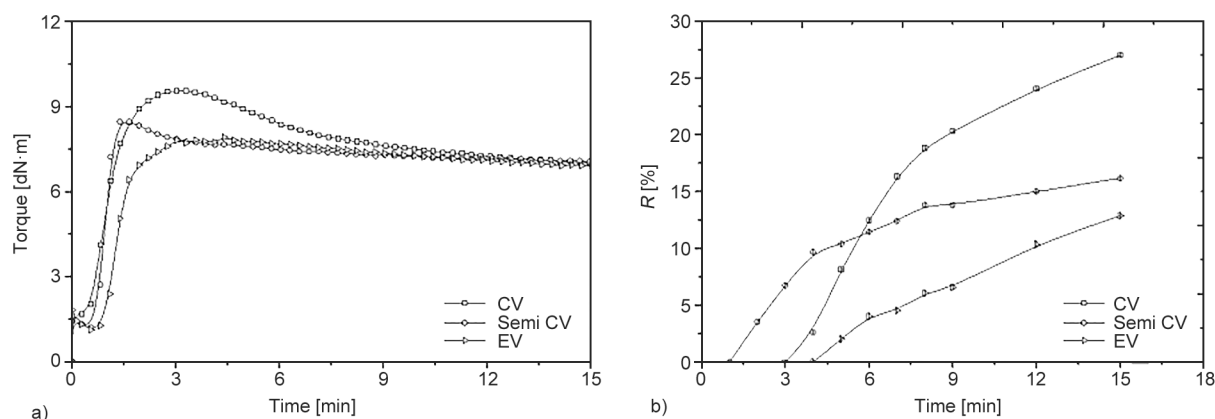 12
9
6
3
0
Torque [dN·m]
CV
Semi CV
EV
0 3 6 9 12 15
Time [min]
a)
30
25
20
15
10
5
0
R [%]
CV
Semi CV
EV
0 3 6 9 12 15 18
Time [min]
b)